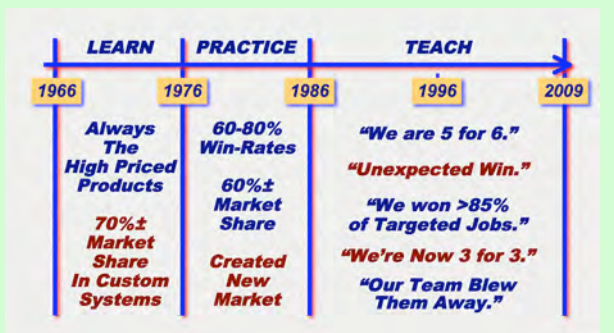 LEARN
PRACTICE
TEACH
1966
1976
1986
1996
2009
Always
The
High Priced
Products
70%±
Market
Share
In Custom
Systems
60-80%
Win-Rates
60%±
Market
Share
Created
New
Market
“We are 5 for 6.”
“Unexpected Win.”
“We won >85%
of Targeted Jobs.”
“We’re Now 3 for 3.”
“Our Team Blew
Them Away.”